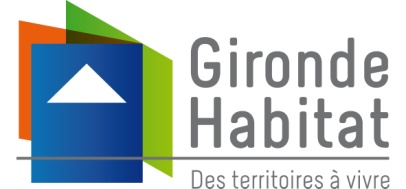 Gironde
Habitat
Des territoires à vivre